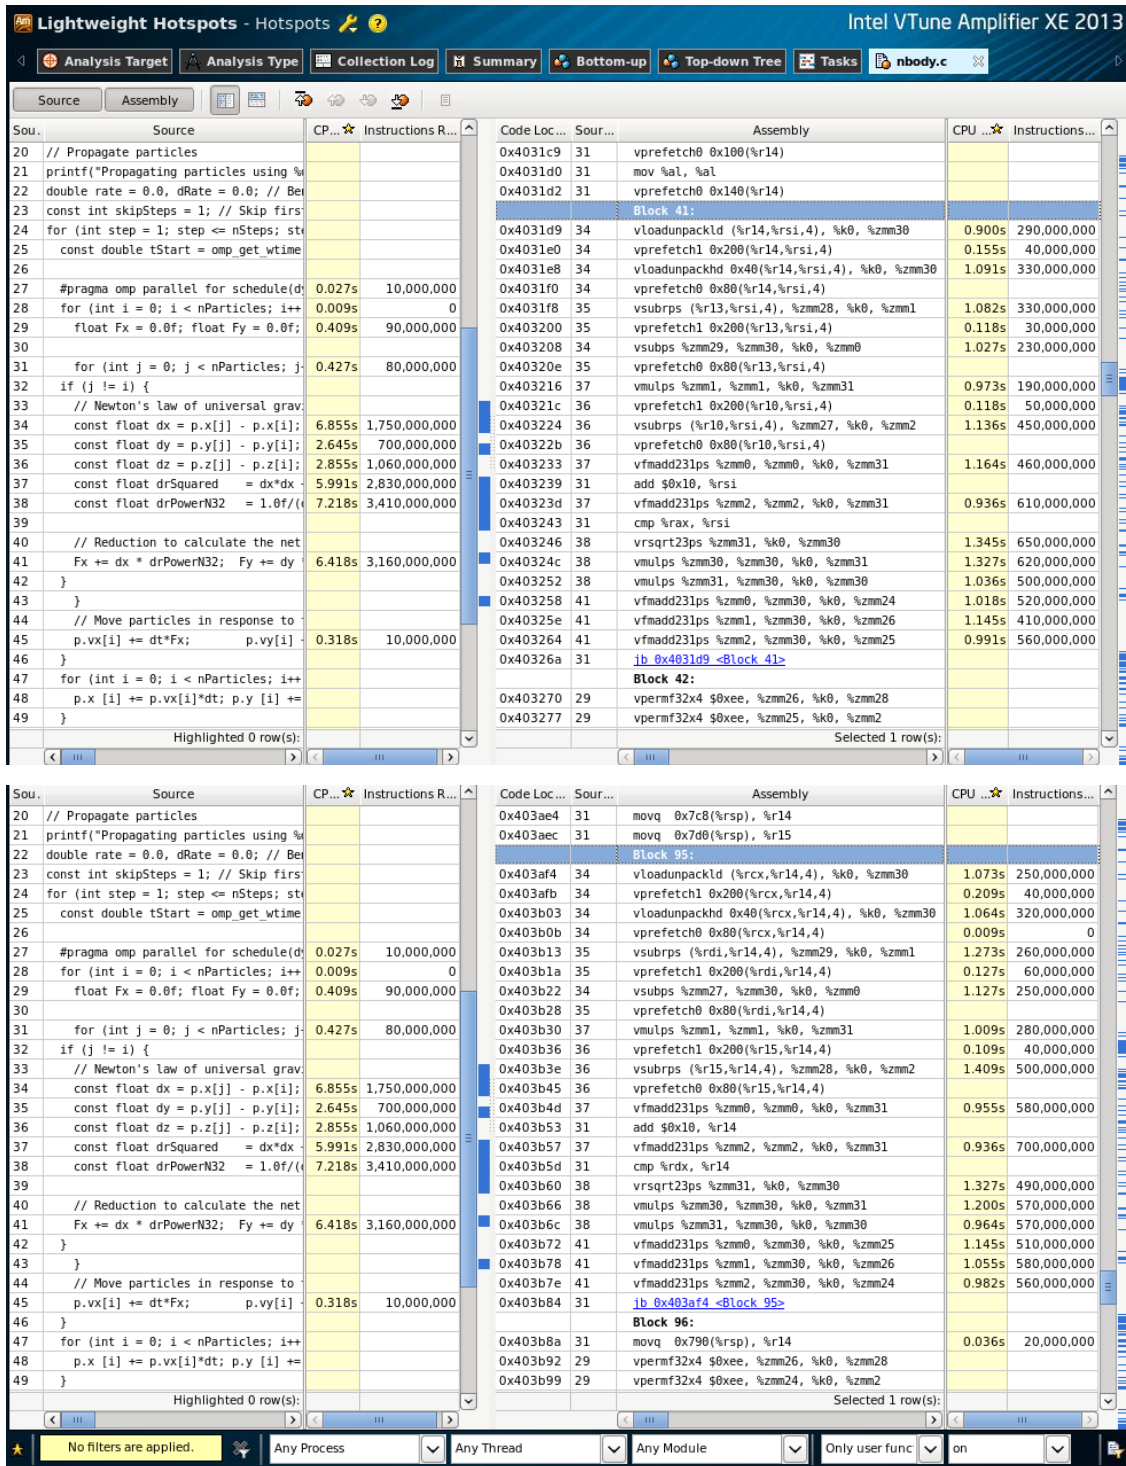 Lightweight Hotspots - Hotspots ?
Intel VTune Amplifier XE 2013
Analysis Target Analysis Type Collection Log Summary Bottom-up Top-down Tree Tasks nbody.c
Source Assembly
Sou. Source CP... Instructions R...
20 // Propagate particles
21 printf("Propagating particles using %
22 double rate = 0.0, dRate = 0.0; // Be
23 const int skipSteps = 1; // Skip firs
24 for (int step = 1; step <= nSteps; st
25 const double tStart = omp_get_wtime
26
27 #pragma omp parallel for schedule(d 0.027s 10,000,000
28 for (int i = 0; i < nParticles; i++ 0.009s 0
29 float Fx = 0.0f; float Fy = 0.0f; 0.409s 90,000,000
30
31 for (int j = 0; j < nParticles; j 0.427s 80,000,000
32 if (j != i) {
33 // Newton's law of universal grav
34 const float dx = p.x[j] - p.x[i]; 6.855s 1,750,000,000
35 const float dy = p.y[j] - p.y[i]; 2.645s 700,000,000
36 const float dz = p.z[j] - p.z[i]; 2.855s 1,060,000,000
37 const float drSquared = dx*dx 5.991s 2,830,000,000
38 const float drPowerN32 = 1.0f/( 7.218s 3,410,000,000
39
40 // Reduction to calculate the net
41 Fx += dx * drPowerN32; Fy += dy 6.418s 3,160,000,000
42 }
43 }
44 // Move particles in response to
45 p.vx[i] += dt*Fx; p.vy[i] 0.318s 10,000,000
46 }
47 for (int i = 0; i < nParticles; i++
48 p.x [i] += p.vx[i]*dt; p.y [i] +=
49 }
Highlighted 0 row(s):
Code Loc... Sour... Assembly CPU ... Instructions...
0x4031c9 31 vprefetch0 0x100(%r14)
0x4031d0 31 mov %al, %al
0x4031d2 31 vprefetch0 0x140(%r14)
Block 41:
0x4031d9 34 vloadunpackld (%r14,%rsi,4), %k0, %zmm30 0.900s 290,000,000
0x4031e0 34 vprefetch1 0x200(%r14,%rsi,4) 0.155s 40,000,000
0x4031e8 34 vloadunpackhd 0x40(%r14,%rsi,4), %k0, %zmm30 1.091s 330,000,000
0x4031f0 34 vprefetch0 0x80(%r14,%rsi,4)
0x4031f8 35 vsubrps (%r13,%rsi,4), %zmm28, %k0, %zmm1 1.082s 330,000,000
0x403200 35 vprefetch1 0x200(%r13,%rsi,4) 0.118s 30,000,000
0x403208 34 vsubps %zmm29, %zmm30, %k0, %zmm0 1.027s 230,000,000
0x40320e 35 vprefetch0 0x80(%r13,%rsi,4)
0x403216 37 vmulps %zmm1, %zmm1, %k0, %zmm31 0.973s 190,000,000
0x40321c 36 vprefetch1 0x200(%r10,%rsi,4) 0.118s 50,000,000
0x403224 36 vsubrps (%r10,%rsi,4), %zmm27, %k0, %zmm2 1.136s 450,000,000
0x40322b 36 vprefetch0 0x80(%r10,%rsi,4)
0x403233 37 vfmadd231ps %zmm0, %zmm0, %k0, %zmm31 1.164s 460,000,000
0x403239 31 add $0x10, %rsi
0x40323d 37 vfmadd231ps %zmm2, %zmm2, %k0, %zmm31 0.936s 610,000,000
0x403243 31 cmp %rax, %rsi
0x403246 38 vrsqrt23ps %zmm31, %k0, %zmm30 1.345s 650,000,000
0x40324c 38 vmulps %zmm30, %zmm30, %k0, %zmm31 1.327s 620,000,000
0x403252 38 vmulps %zmm31, %zmm30, %k0, %zmm30 1.036s 500,000,000
0x403258 41 vfmadd231ps %zmm0, %zmm30, %k0, %zmm24 1.018s 520,000,000
0x40325e 41 vfmadd231ps %zmm1, %zmm30, %k0, %zmm26 1.145s 410,000,000
0x403264 41 vfmadd231ps %zmm2, %zmm30, %k0, %zmm25 0.991s 560,000,000
0x40326a 31 jb 0x4031d9 <Block 41>
Block 42:
0x403270 29 vpermf32x4 $0xee, %zmm26, %k0, %zmm28
0x403277 29 vpermf32x4 $0xee, %zmm25, %k0, %zmm2
Selected 1 row(s):
Sou. Source CP... Instructions R...
20 // Propagate particles
21 printf("Propagating particles using %
22 double rate = 0.0, dRate = 0.0; // Be
23 const int skipSteps = 1; // Skip firs
24 for (int step = 1; step <= nSteps; st
25 const double tStart = omp_get_wtime
26
27 #pragma omp parallel for schedule(d 0.027s 10,000,000
28 for (int i = 0; i < nParticles; i++ 0.009s 0
29 float Fx = 0.0f; float Fy = 0.0f; 0.409s 90,000,000
30
31 for (int j = 0; j < nParticles; j 0.427s 80,000,000
32 if (j != i) {
33 // Newton's law of universal grav
34 const float dx = p.x[j] - p.x[i]; 6.855s 1,750,000,000
35 const float dy = p.y[j] - p.y[i]; 2.645s 700,000,000
36 const float dz = p.z[j] - p.z[i]; 2.855s 1,060,000,000
37 const float drSquared = dx*dx 5.991s 2,830,000,000
38 const float drPowerN32 = 1.0f/( 7.218s 3,410,000,000
39
40 // Reduction to calculate the net
41 Fx += dx * drPowerN32; Fy += dy 6.418s 3,160,000,000
42 }
43 }
44 // Move particles in response to
45 p.vx[i] += dt*Fx; p.vy[i] 0.318s 10,000,000
46 }
47 for (int i = 0; i < nParticles; i++
48 p.x [i] += p.vx[i]*dt; p.y [i] +=
49 }
Highlighted 0 row(s):
Code Loc... Sour... Assembly CPU ... Instructions...
0x403ae4 31 movq 0x7c8(%rsp), %r14
0x403aec 31 movq 0x7d0(%rsp), %r15
Block 95:
0x403af4 34 vloadunpackld (%rcx,%r14,4), %k0, %zmm30 1.073s 250,000,000
0x403afb 34 vprefetch1 0x200(%rcx,%r14,4) 0.209s 40,000,000
0x403b03 34 vloadunpackhd 0x40(%rcx,%r14,4), %k0, %zmm30 1.064s 320,000,000
0x403b0b 34 vprefetch0 0x80(%rcx,%r14,4) 0.009s 0
0x403b13 35 vsubrps (%rdi,%r14,4), %zmm29, %k0, %zmm1 1.273s 260,000,000
0x403b1a 35 vprefetch1 0x200(%rdi,%r14,4) 0.127s 60,000,000
0x403b22 34 vsubps %zmm27, %zmm30, %k0, %zmm0 1.127s 250,000,000
0x403b28 35 vprefetch0 0x80(%rdi,%r14,4)
0x403b30 37 vmulps %zmm1, %zmm1, %k0, %zmm31 1.009s 280,000,000
0x403b36 36 vprefetch1 0x200(%r15,%r14,4) 0.109s 40,000,000
0x403b3e 36 vsubrps (%r15,%r14,4), %zmm28, %k0, %zmm2 1.409s 500,000,000
0x403b45 36 vprefetch0 0x80(%r15,%r14,4)
0x403b4d 37 vfmadd231ps %zmm0, %zmm0, %k0, %zmm31 0.955s 580,000,000
0x403b53 31 add $0x10, %r14
0x403b57 37 vfmadd231ps %zmm2, %zmm2, %k0, %zmm31 0.936s 700,000,000
0x403b5d 31 cmp %rdx, %r14
0x403b60 38 vrsqrt23ps %zmm31, %k0, %zmm30 1.327s 490,000,000
0x403b66 38 vmulps %zmm30, %zmm30, %k0, %zmm31 1.200s 570,000,000
0x403b6c 38 vmulps %zmm31, %zmm30, %k0, %zmm30 0.964s 570,000,000
0x403b72 41 vfmadd231ps %zmm0, %zmm30, %k0, %zmm25 1.145s 510,000,000
0x403b78 41 vfmadd231ps %zmm1, %zmm30, %k0, %zmm26 1.055s 580,000,000
0x403b7e 41 vfmadd231ps %zmm2, %zmm30, %k0, %zmm24 0.982s 560,000,000
0x403b84 31 jb 0x403af4 <Block 95>
Block 96:
0x403b8a 31 movq 0x790(%rsp), %r14 0.036s 20,000,000
0x403b92 29 vpermf32x4 $0xee, %zmm26, %k0, %zmm28
0x403b99 29 vpermf32x4 $0xee, %zmm24, %k0, %zmm2
Selected 1 row(s):
No filters are applied. Any Process Any Thread Any Module Only user func on